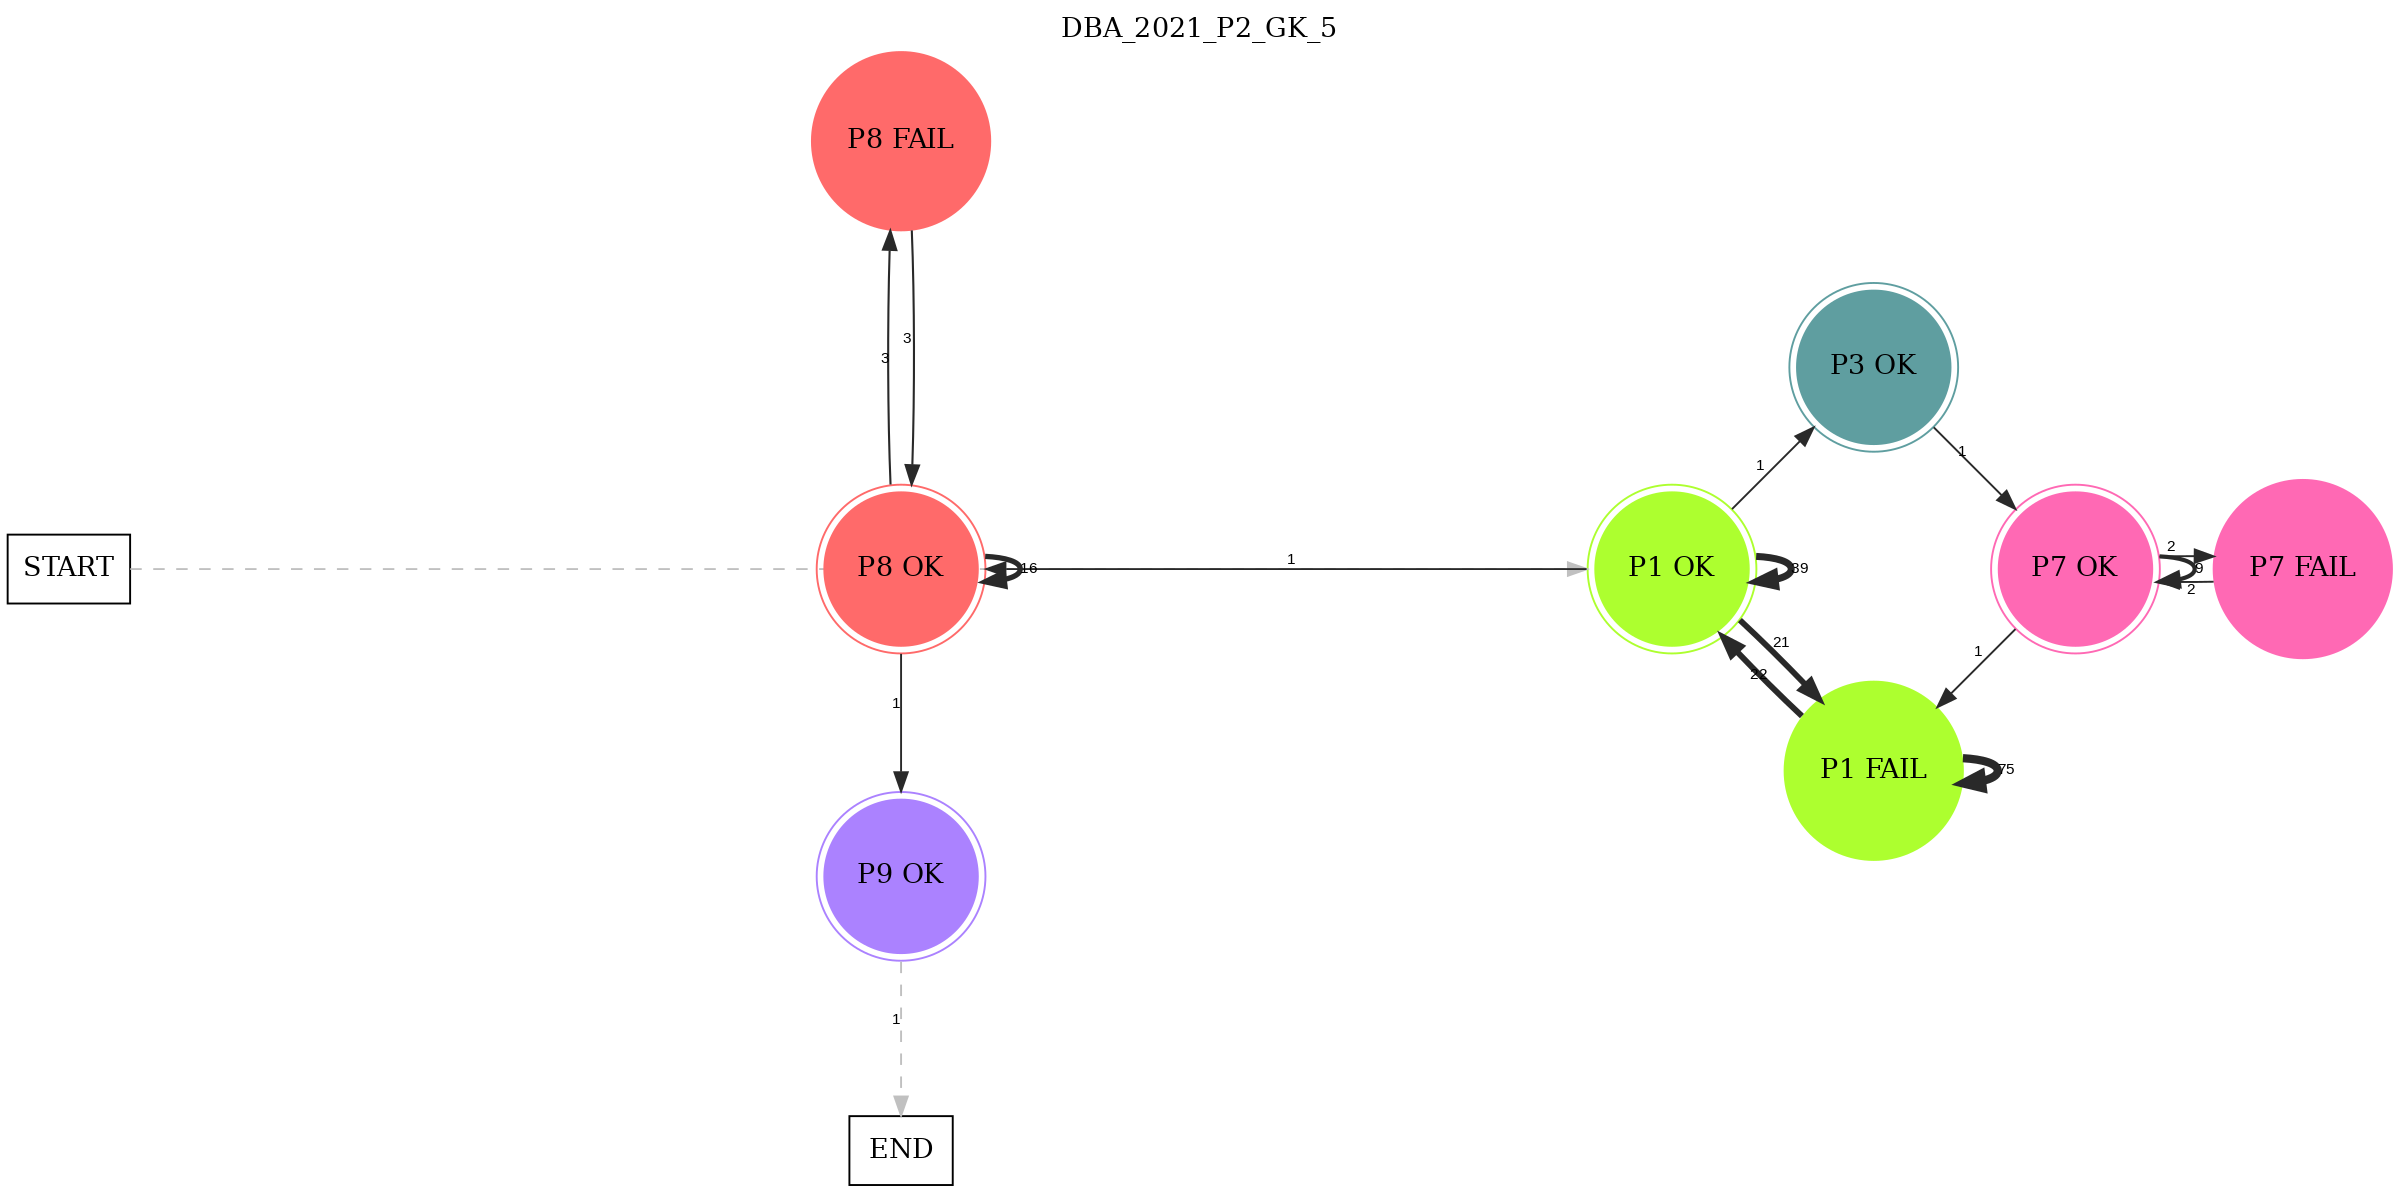 DBA_2021_P2_GK_5
P8 FAIL
3
3
P3 OK
1
1
START
P8 OK
16
1
P1 OK
39
P7 OK
2
9
2
P7 FAIL
21
22
1
1
P1 FAIL
75
P9 OK
1
END